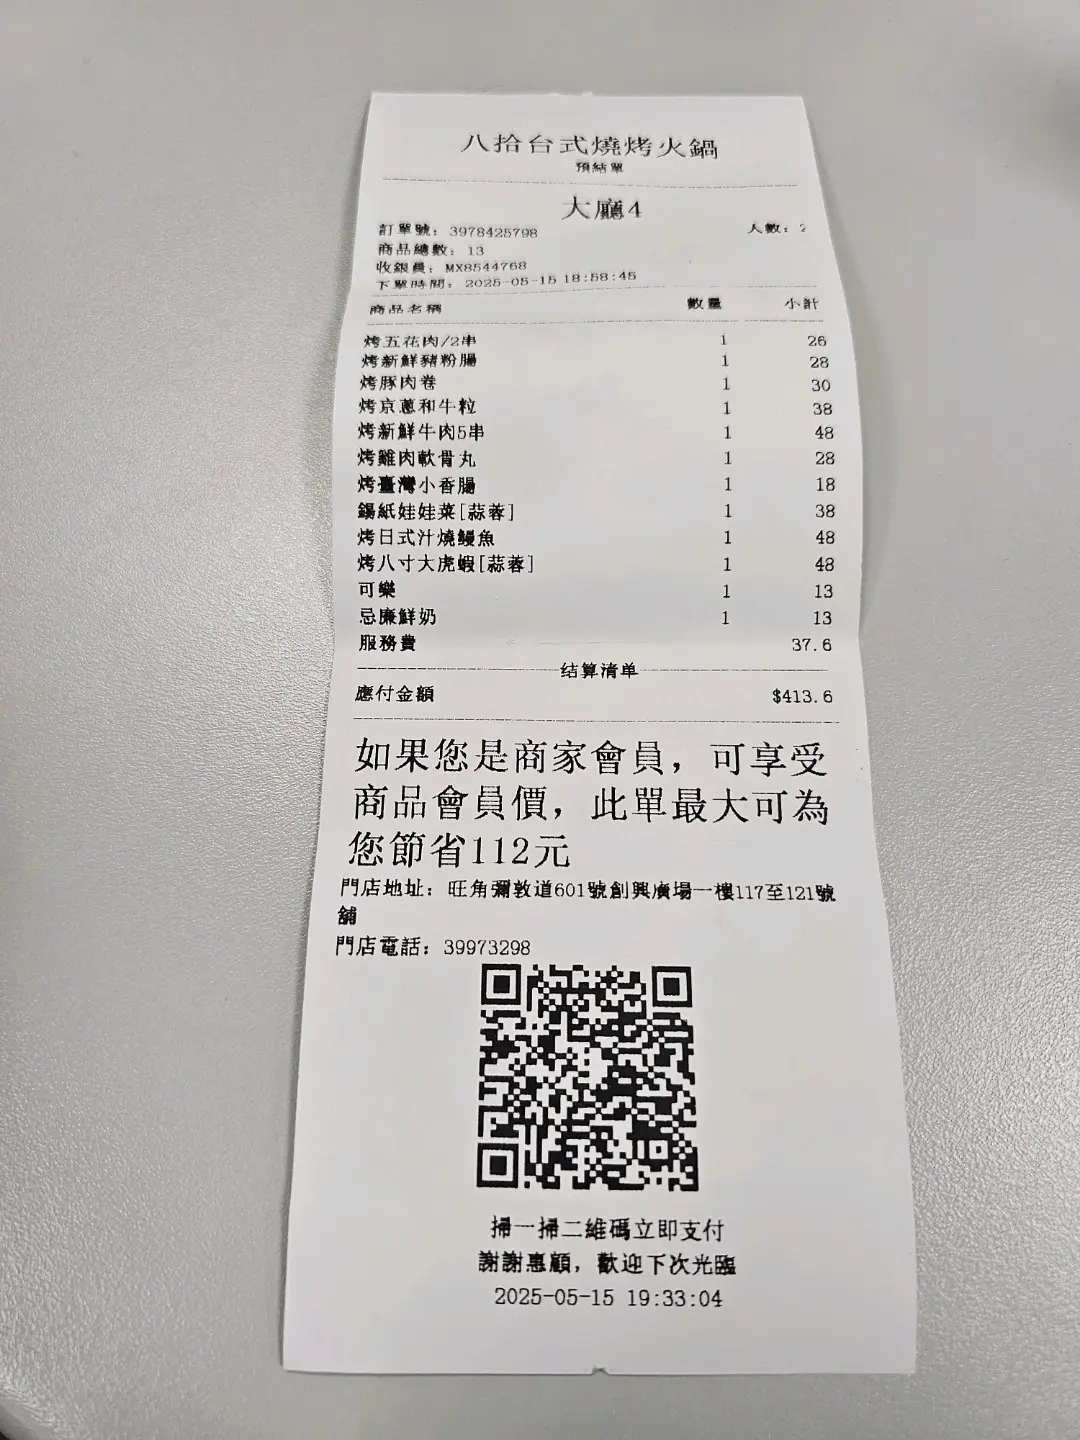 八拾台式燒烤火鍋
預結單
大廳4
訂單號：3978425798 人數：2
商品總數：13
收銀員：MX8544768
下單時間：2025-05-15 18:58:45
商品名稱 數量 小計
烤五花肉/2串 1 26
烤新鮮豬粉腸 1 28
烤豚肉卷 1 30
烤京蔥和牛粒 1 38
烤新鮮牛肉5串 1 48
烤雞肉軟骨丸 1 28
烤臺灣小香腸 1 18
錫紙娃娃菜[蒜蓉] 1 38
烤日式汁燒鰻魚 1 48
烤八寸大虎蝦[蒜蓉] 1 48
可樂 1 13
忌廉鮮奶 1 13
服務費 37.6
结算清单
應付金額 $413.6
如果您是商家會員，可享受
商品會員價，此單最大可為
您節省112元
門店地址：旺角彌敦道601號創興廣場一樓117至121號
舖
門店電話：39973298
掃一掃二維碼立即支付
謝謝惠顧，歡迎下次光臨
2025-05-15 19:33:04